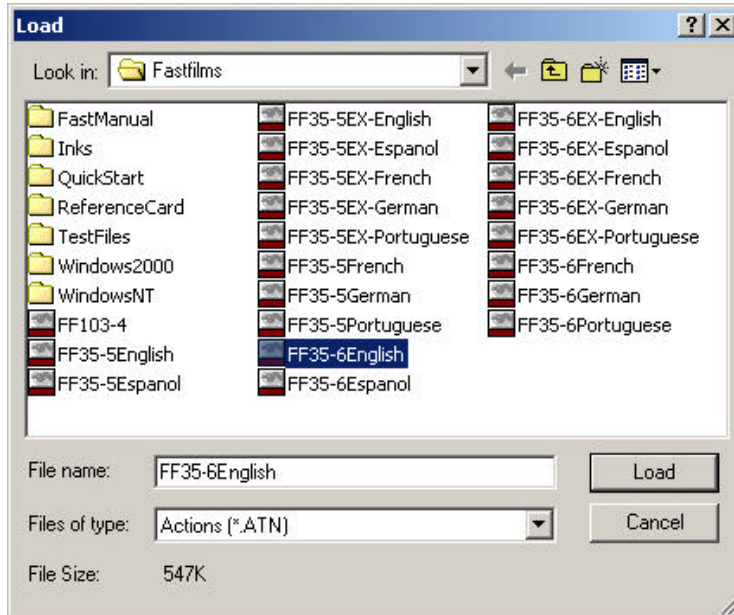 Load
Look in: Fastfilms
FastManual
Inks
QuickStart
ReferenceCard
TestFiles
Windows2000
WindowsNT
FF103-4
FF35-5English
FF35-5Espanol
FF35-5EX-English
FF35-5EX-Espanol
FF35-5EX-French
FF35-5EX-German
FF35-5EX-Portuguese
FF35-5French
FF35-5German
FF35-5Portuguese
FF35-6English
FF35-6Espanol
FF35-6EX-English
FF35-6EX-Espanol
FF35-6EX-French
FF35-6EX-German
FF35-6EX-Portuguese
FF35-6French
FF35-6German
FF35-6Portuguese
File name: FF35-6English Load
Files of type: Actions (*.ATN) Cancel
File Size: 547K